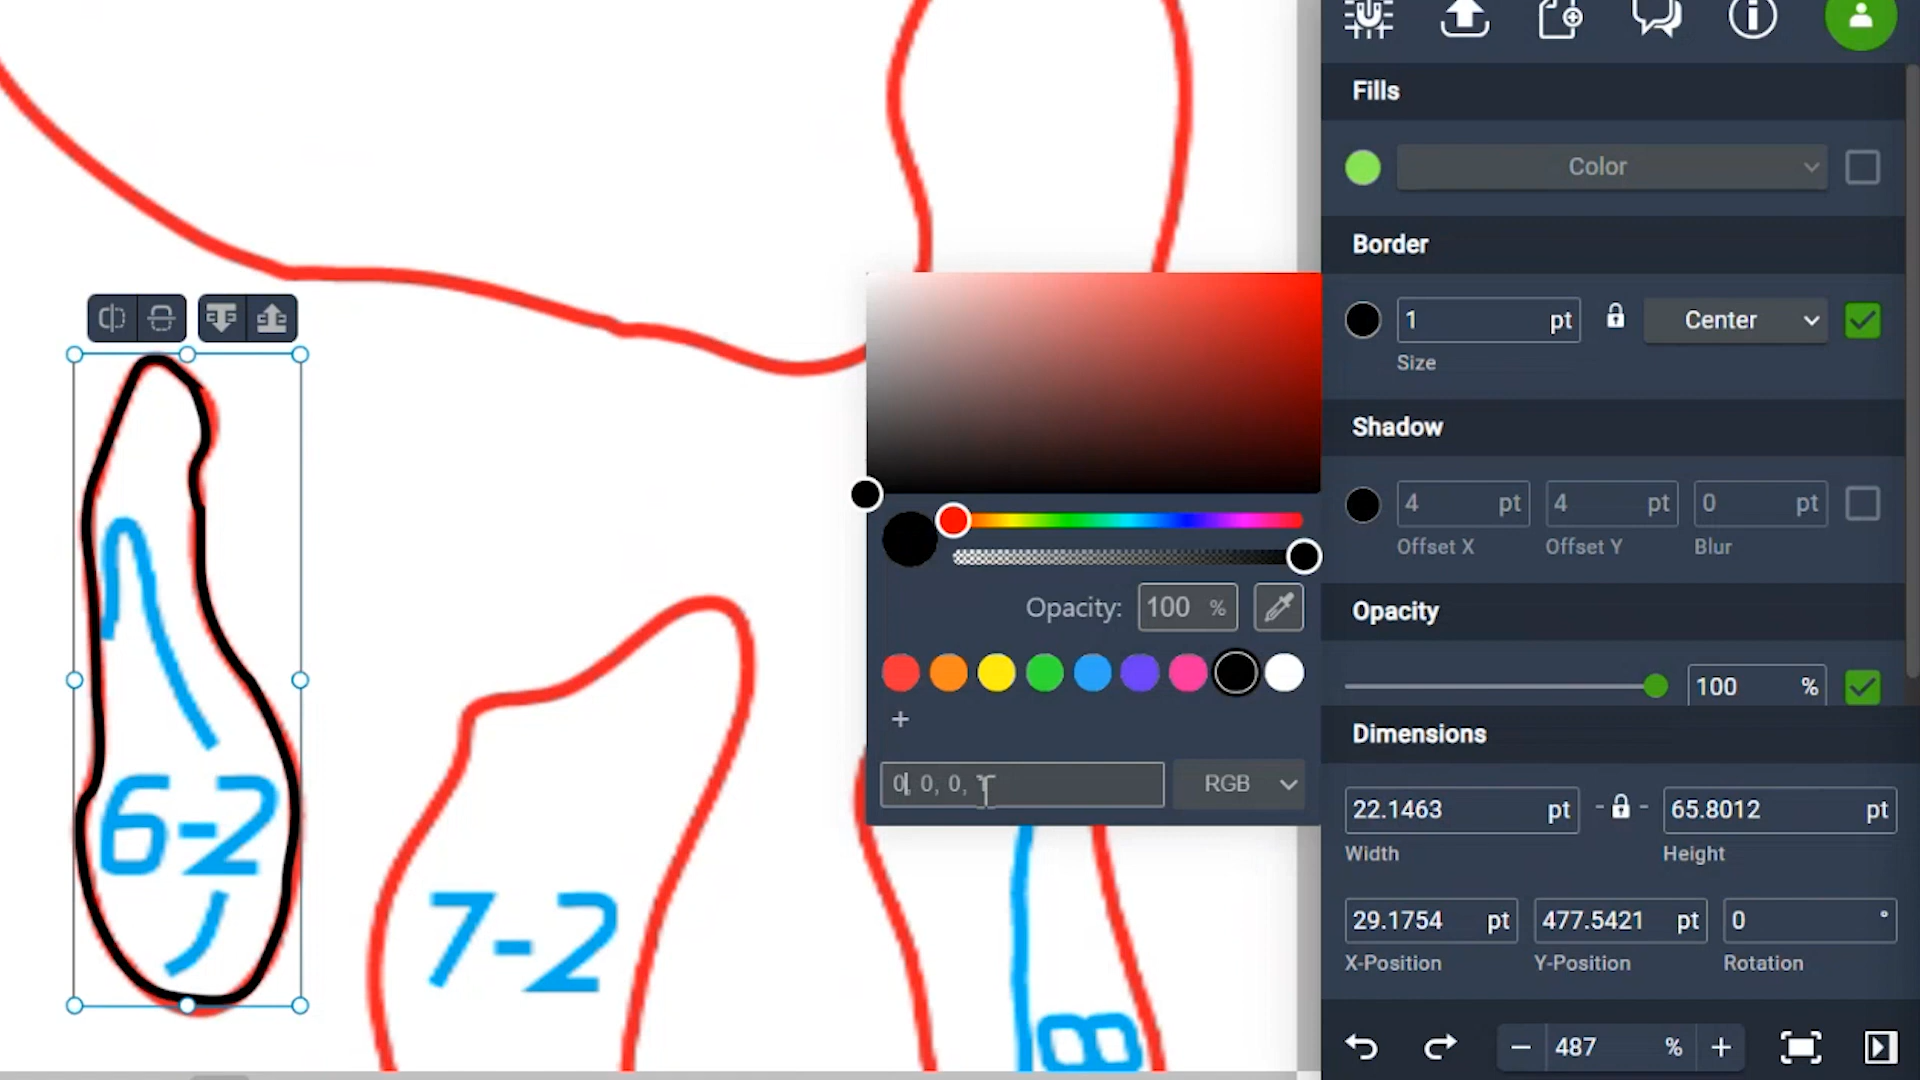 Fills
Color
Border
1 pt
Center
Size
Shadow
4 pt
4 pt
0 pt
Offset X
Offset Y
Blur
Opacity: 100 %
Opacity
100 %
0, 0, 0, 1
RGB
Dimensions
22.1463 pt
65.8012 pt
Width
Height
29.1754 pt
477.5421 pt
0 °
X-Position
Y-Position
Rotation
487 %
6-2
7-2
8